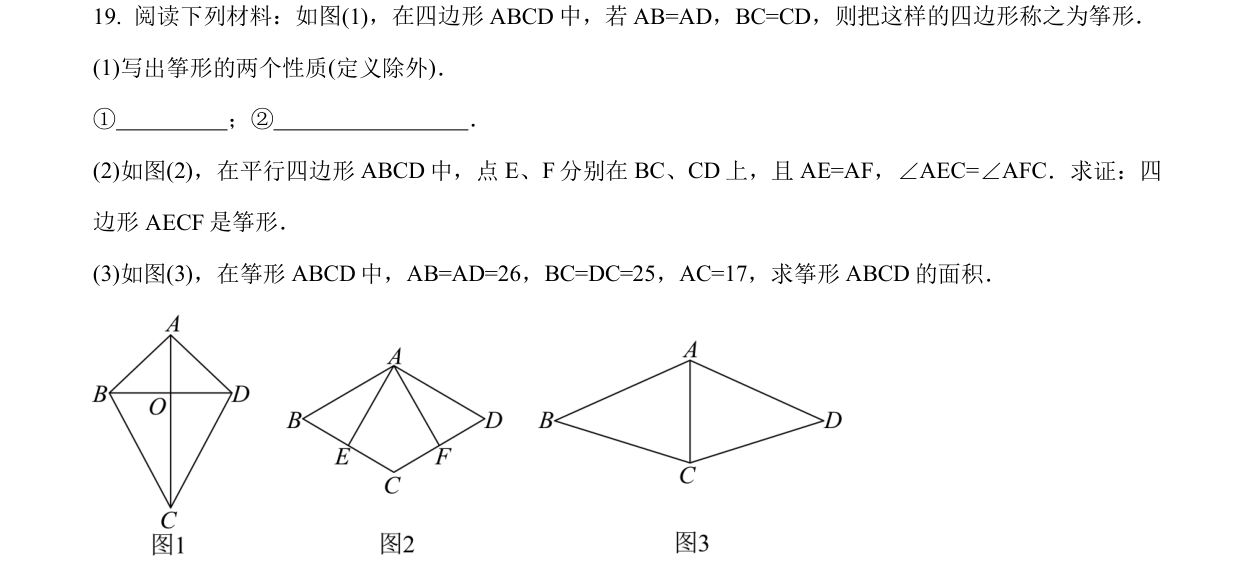 19. 阅读下列材料：如图(1)，在四边形 ABCD 中，若 AB=AD，BC=CD，则把这样的四边形称之为筝形．
(1)写出筝形的两个性质(定义除外)．
①__________；②__________________．
(2)如图(2)，在平行四边形 ABCD 中，点 E、F 分别在 BC、CD 上，且 AE=AF，∠AEC=∠AFC．求证：四
边形 AECF 是筝形．
(3)如图(3)，在筝形 ABCD 中，AB=AD=26，BC=DC=25，AC=17，求筝形 ABCD 的面积．
A
B
O
D
C
图1
A
B
D
E
F
C
图2
A
B
D
C
图3